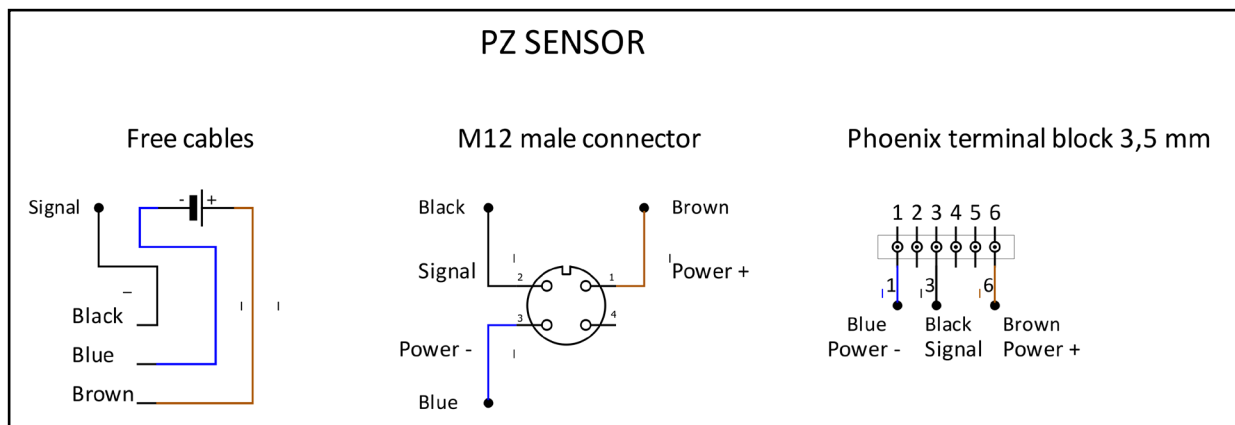 PZ SENSOR
Free cables
Signal
- +
Black
Blue
Brown
M12 male connector
Black
Brown
Signal
Power +
2
1
3
4
Power -
Blue
Phoenix terminal block 3,5 mm
1 2 3 4 5 6
1 3 6
Blue Black Brown
Power - Signal Power +